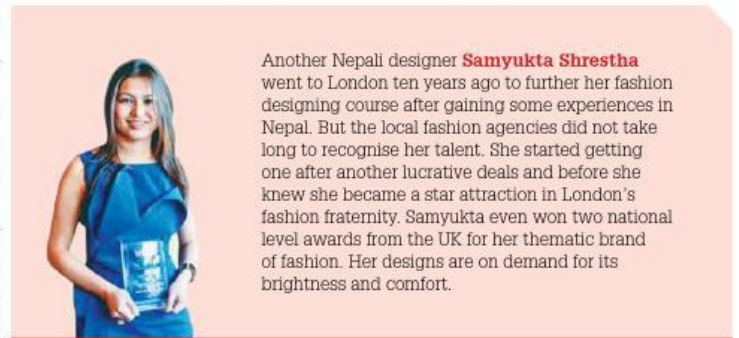 Another Nepali designer Samyukta Shrestha
went to London ten years ago to further her fashion
designing course after gaining some experiences in
Nepal. But the local fashion agencies did not take
long to recognise her talent. She started getting
one after another lucrative deals and before she
knew she became a star attraction in London's
fashion fraternity. Samyukta even won two national
level awards from the UK for her thematic brand
of fashion. Her designs are on demand for its
brightness and comfort.